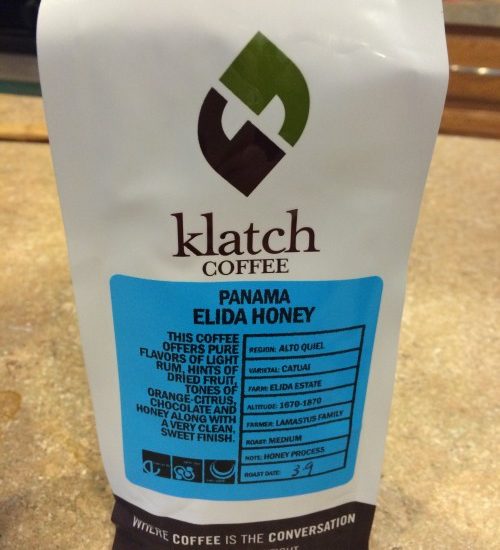 klatch
COFFEE
PANAMA
ELIDA HONEY
THIS COFFEE
OFFERS PURE
FLAVORS OF LIGHT
RUM, HINTS OF
DRIED FRUIT,
TONES OF
ORANGE-CITRUS,
CHOCOLATE AND
HONEY ALONG WITH
A VERY CLEAN,
SWEET FINISH.
REGION: ALTO QUIEL
VARIETAL: CATUAI
FARM: ELIDA ESTATE
ALTITUDE: 1670-1870
FARMER: LAMASTUS FAMILY
ROAST: MEDIUM
NOTE: HONEY PROCESS
ROAST DATE: 3-9
WHERE COFFEE IS THE CONVERSATION